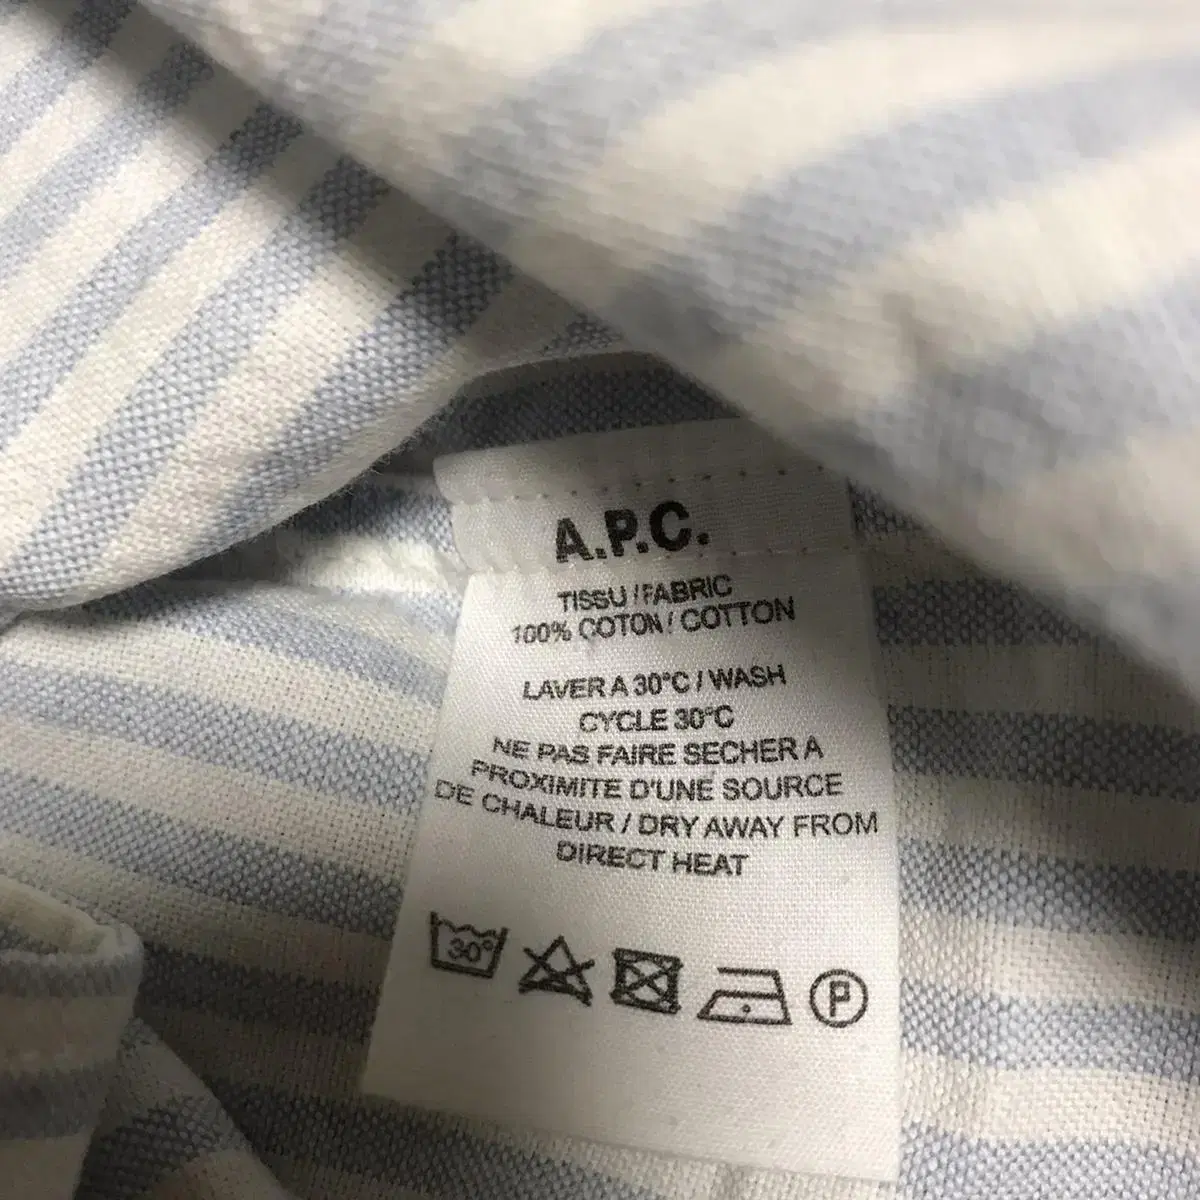 A.P.C.
TISSU / FABRIC
100% COTON / COTTON
LAVER A 30°C / WASH
CYCLE 30°C
NE PAS FAIRE SECHER A
PROXIMITE D'UNE SOURCE
DE CHALEUR / DRY AWAY FROM
DIRECT HEAT
30° P